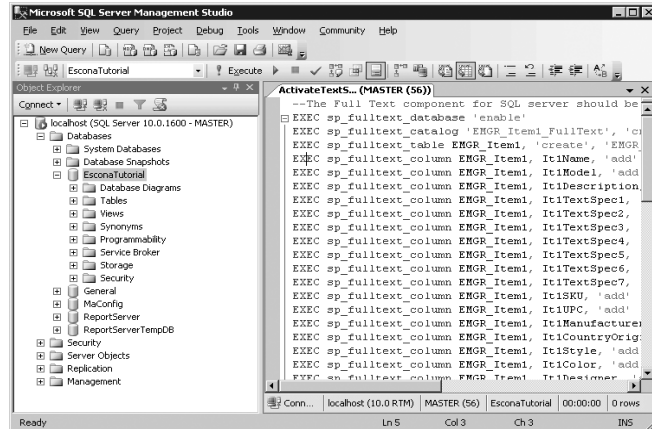 Microsoft SQL Server Management Studio
File Edit View Query Project Debug Tools Window Community Help
New Query
EsconaTutorial Execute
Object Explorer
Connect
localhost (SQL Server 10.0.1600 - MASTER)
Databases
System Databases
Database Snapshots
EsconaTutorial
Database Diagrams
Tables
Views
Synonyms
Programmability
Service Broker
Storage
Security
General
MaConfig
ReportServer
ReportServerTempDB
Security
Server Objects
Replication
Management
ActivateTextS... (MASTER (56))
--The Full Text component for SQL server should be
EXEC sp_fulltext_database 'enable'
EXEC sp_fulltext_catalog 'EMGR_Item1_FullText', 'cr
EXEC sp_fulltext_table EMGR_Item1, 'create', 'EMGR_
EXEC sp_fulltext_column EMGR_Item1, It1Name, 'add'
EXEC sp_fulltext_column EMGR_Item1, It1Model, 'add
EXEC sp_fulltext_column EMGR_Item1, It1Description,
EXEC sp_fulltext_column EMGR_Item1, It1TextSpec1,
EXEC sp_fulltext_column EMGR_Item1, It1TextSpec2,
EXEC sp_fulltext_column EMGR_Item1, It1TextSpec3,
EXEC sp_fulltext_column EMGR_Item1, It1TextSpec4,
EXEC sp_fulltext_column EMGR_Item1, It1TextSpec5,
EXEC sp_fulltext_column EMGR_Item1, It1TextSpec6,
EXEC sp_fulltext_column EMGR_Item1, It1TextSpec7,
EXEC sp_fulltext_column EMGR_Item1, It1SKU, 'add'
EXEC sp_fulltext_column EMGR_Item1, It1UPC, 'add'
EXEC sp_fulltext_column EMGR_Item1, It1Manufacturer
EXEC sp_fulltext_column EMGR_Item1, It1CountryOrigi
EXEC sp_fulltext_column EMGR_Item1, It1Style, 'add
EXEC sp_fulltext_column EMGR_Item1, It1Color, 'add
EXEC sp_fulltext_column EMGR_Item1, It1Designer,
Conn... localhost (10.0 RTM) MASTER (56) EsconaTutorial 00:00:00 0 rows
Ready Ln 5 Col 3 Ch 3 INS